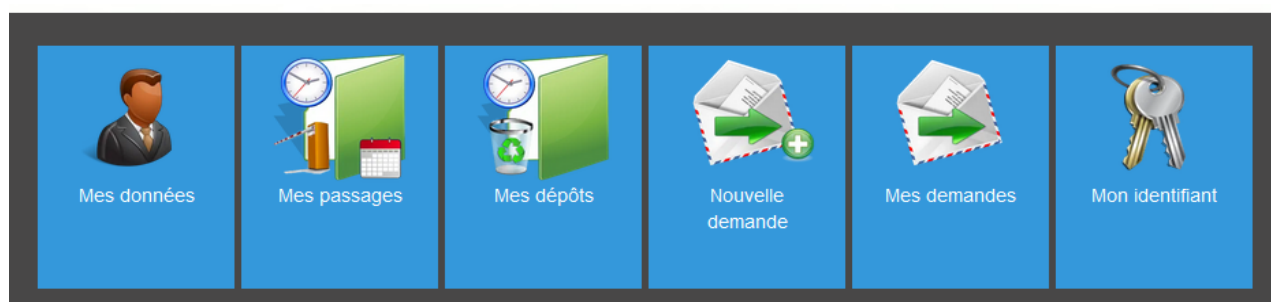 Mes données
Mes passages
Mes dépôts
Nouvelle
demande
Mes demandes
Mon identifiant